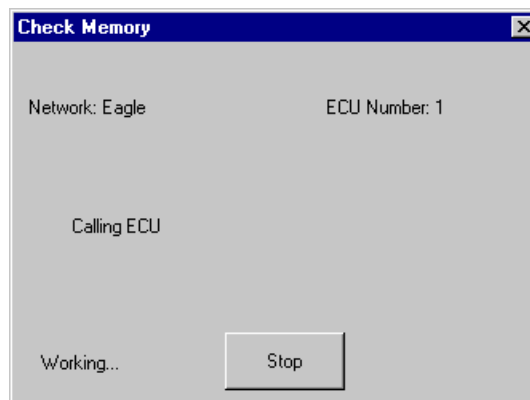 Check Memory
Network: Eagle ECU Number: 1
Calling ECU
Working... Stop